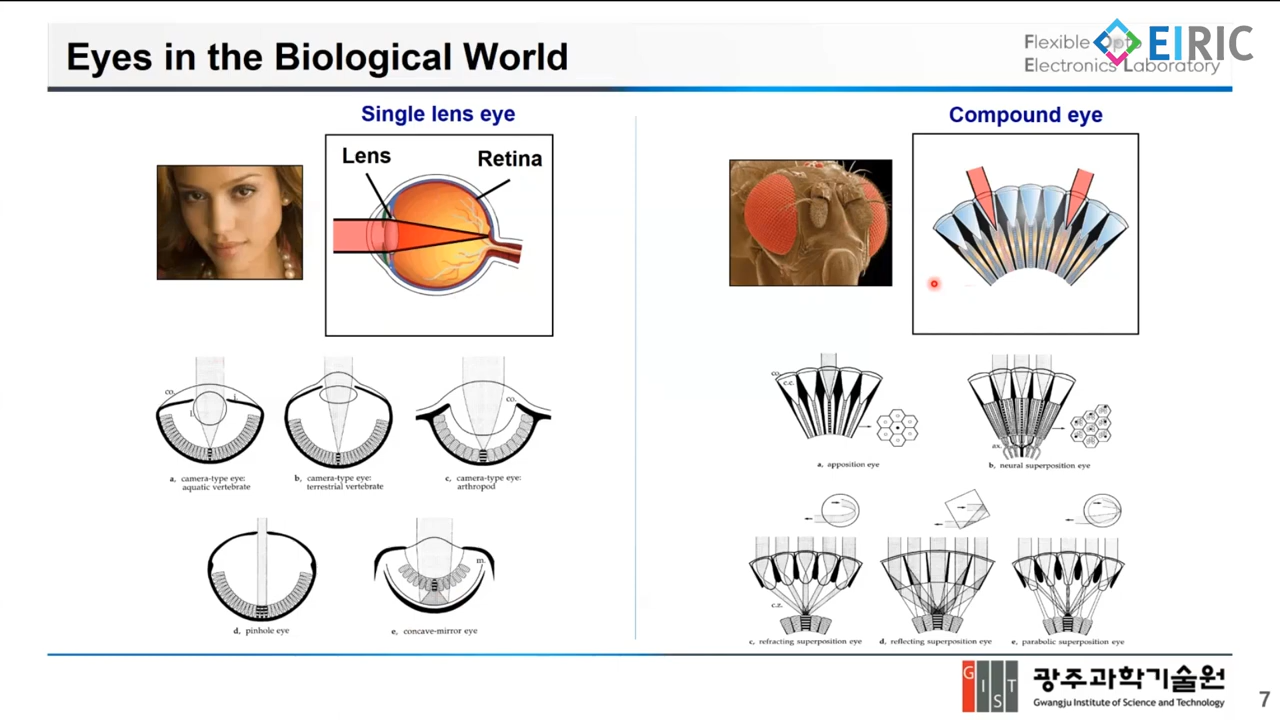 Eyes in the Biological World
Flexible Opto
Electronics Laboratory
EIRIC
Single lens eye
Lens
Retina
co.
l.
a, camera-type eye:
aquatic vertebrate
b, camera-type eye:
terrestrial vertebrate
co.
c, camera-type eye:
arthropod
d, pinhole eye
m.
e, concave-mirror eye
Compound eye
co.
c.c.
a, apposition eye
ax.
b, neural superposition eye
c.z.
c, refracting superposition eye
d, reflecting superposition eye
e, parabolic superposition eye
GIST
광주과학기술원
Gwangju Institute of Science and Technology
7